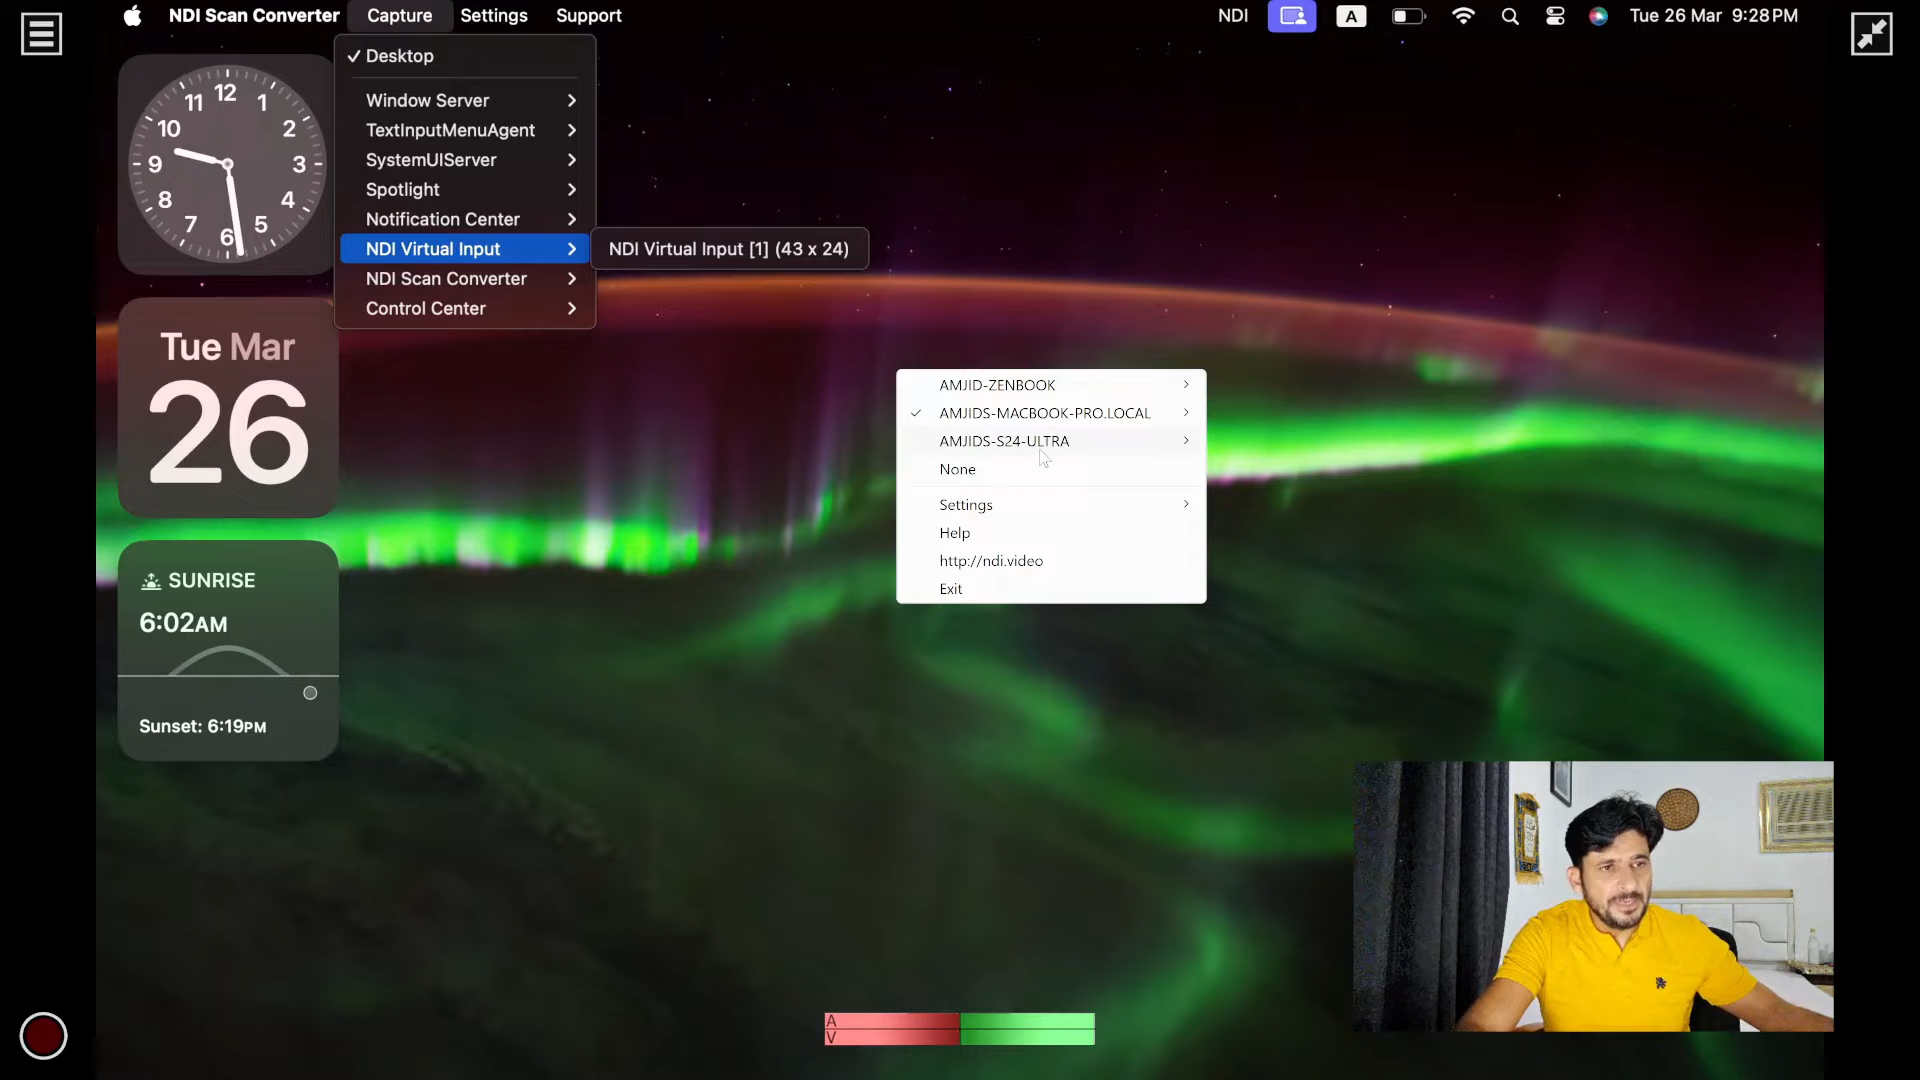 NDI Scan Converter Capture Settings Support
NDI A Tue 26 Mar 9:28 PM
Desktop
Window Server
TextInputMenuAgent
SystemUIServer
Spotlight
Notification Center
NDI Virtual Input
NDI Virtual Input [1] (43 x 24)
NDI Scan Converter
Control Center
12
1
2
3
4
5
6
7
8
9
10
11
Tue Mar
26
SUNRISE
6:02AM
Sunset: 6:19PM
AMJID-ZENBOOK
AMJIDS-MACBOOK-PRO.LOCAL
AMJIDS-S24-ULTRA
None
Settings
Help
http://ndi.video
Exit
A
V